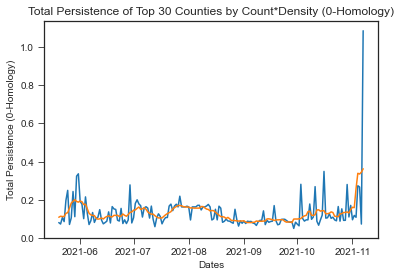 Total Persistence of Top 30 Counties by Count*Density (0-Homology)
Total Persistence (0-Homology)
1.0
0.8
0.6
0.4
0.2
0.0
2021-06 2021-07 2021-08 2021-09 2021-10 2021-11
Dates